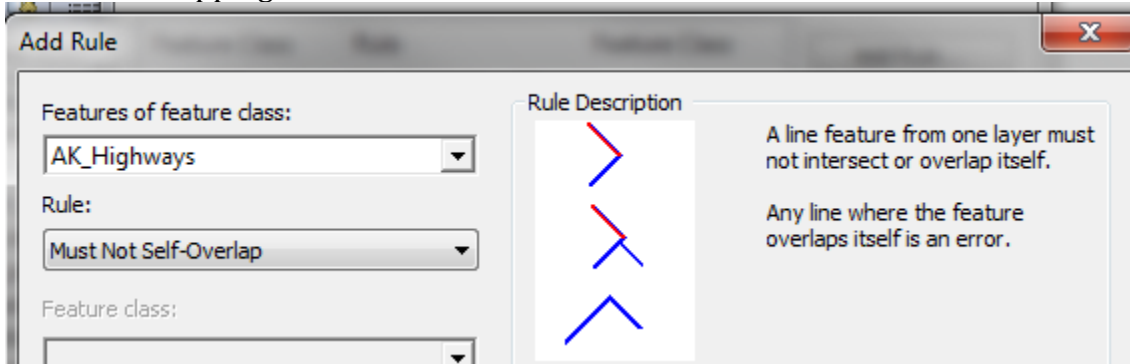 Add Rule
Features of feature class:
AK_Highways
Rule:
Must Not Self-Overlap
Feature class:
Rule Description
A line feature from one layer must
not intersect or overlap itself.
Any line where the feature
overlaps itself is an error.